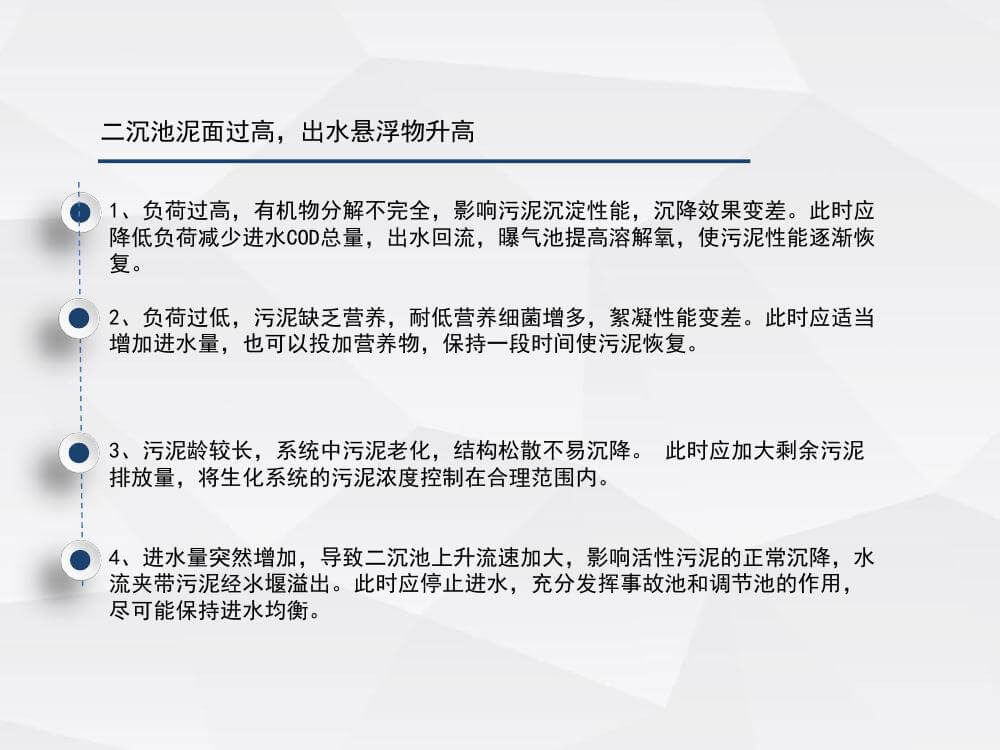 二沉池泥面过高，出水悬浮物升高
1、负荷过高，有机物分解不完全，影响污泥沉淀性能，沉降效果变差。此时应
降低负荷减少进水COD总量，出水回流，曝气池提高溶解氧，使污泥性能逐渐恢
复。
2、负荷过低，污泥缺乏营养，耐低营养细菌增多，絮凝性能变差。此时应适当
增加进水量，也可以投加营养物，保持一段时间使污泥恢复。
3、污泥龄较长，系统中污泥老化，结构松散不易沉降。 此时应加大剩余污泥
排放量，将生化系统的污泥浓度控制在合理范围内。
4、进水量突然增加，导致二沉池上升流速加大，影响活性污泥的正常沉降，水
流夹带污泥经水堰溢出。此时应停止进水，充分发挥事故池和调节池的作用，
尽可能保持进水均衡。